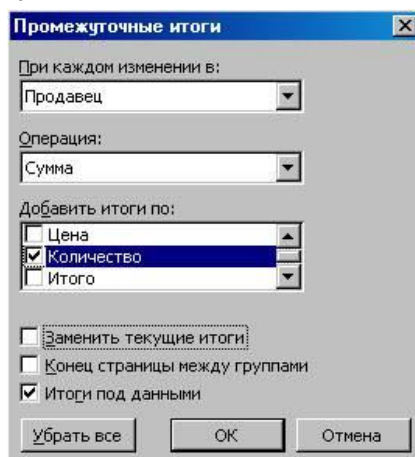 Промежуточные итоги
При каждом изменении в:
Продавец
Операция:
Сумма
Добавить итоги по:
Цена
Количество
Итого
Заменить текущие итоги
Конец страницы между группами
Итоги под данными
Убрать все ОК Отмена